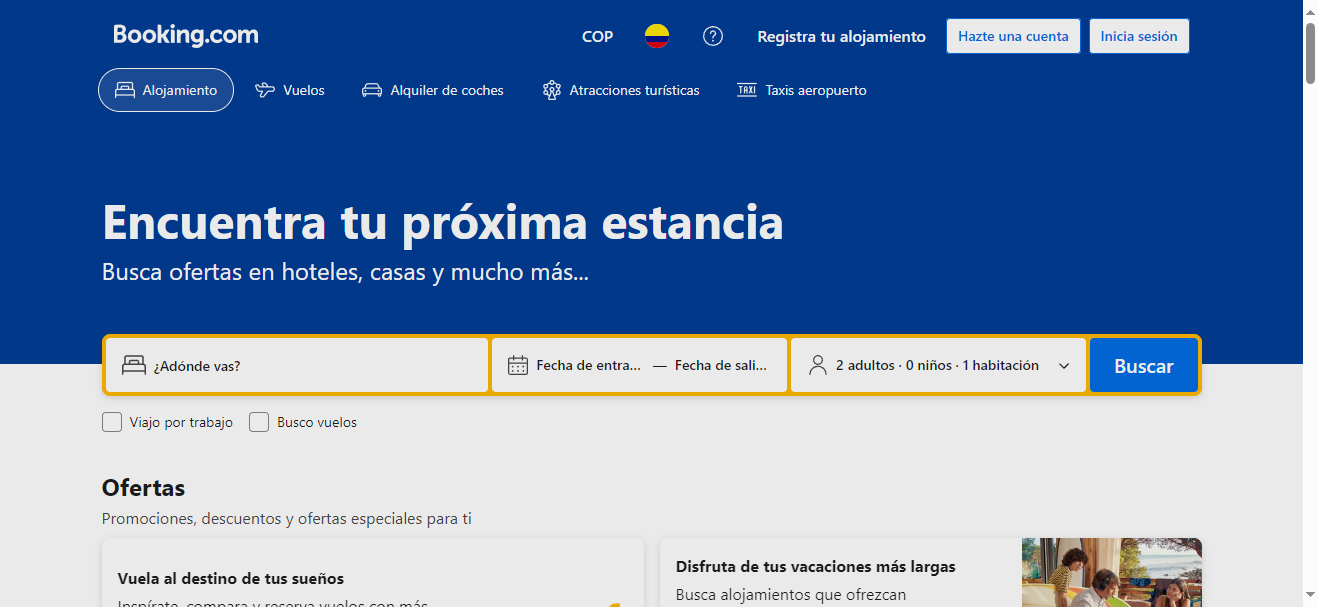 Booking.com
COP
Registra tu alojamiento
Hazte una cuenta
Inicia sesión
Alojamiento
Vuelos
Alquiler de coches
Atracciones turísticas
TAXI
Taxis aeropuerto
Encuentra tu próxima estancia
Busca ofertas en hoteles, casas y mucho más...
¿Adónde vas?
Fecha de entra... — Fecha de sali...
2 adultos · 0 niños · 1 habitación
Buscar
Viajo por trabajo
Busco vuelos
Ofertas
Promociones, descuentos y ofertas especiales para ti
Vuela al destino de tus sueños
Inspírate, compara y reserva vuelos con más
Disfruta de tus vacaciones más largas
Busca alojamientos que ofrezcan